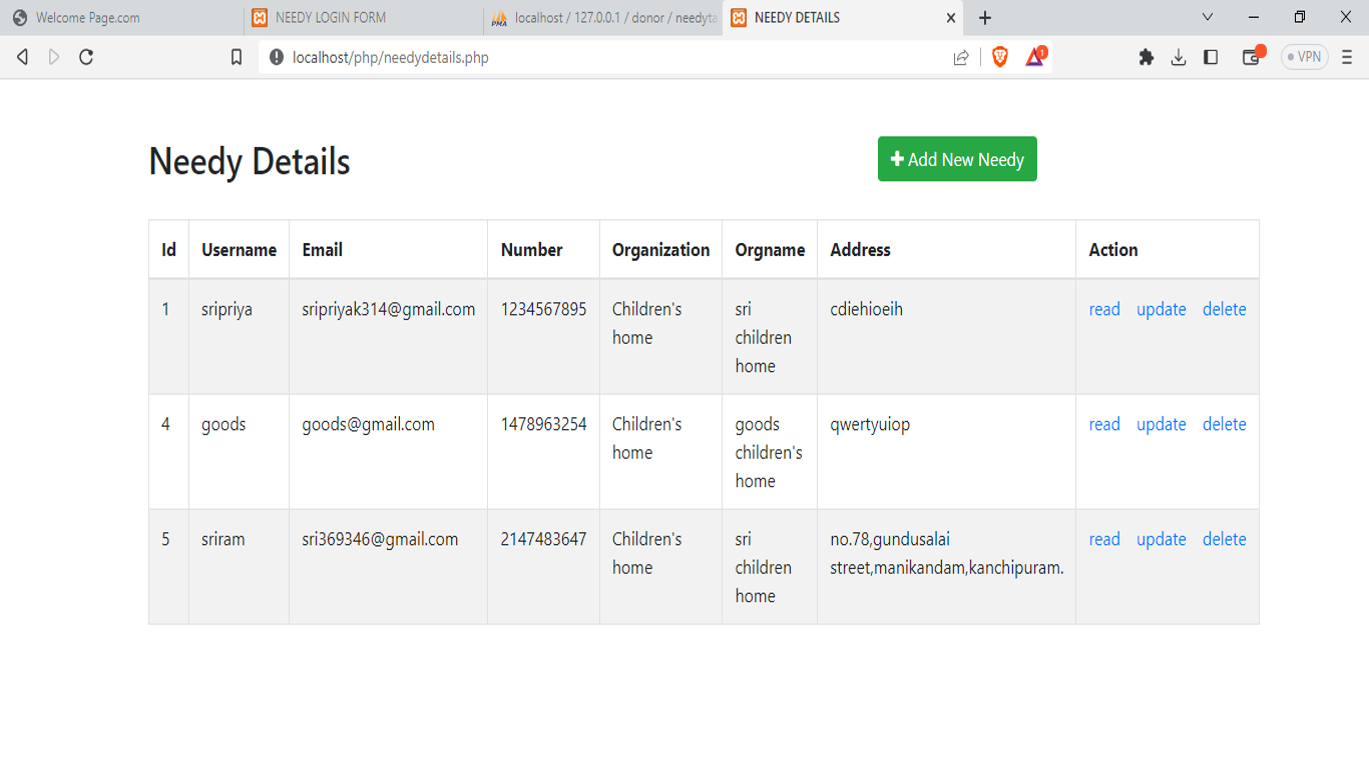 Welcome Page.com
NEEDY LOGIN FORM
PMA
localhost / 127.0.0.1 / donor / needyta
NEEDY DETAILS
localhost/php/needydetails.php
1
VPN
Needy Details
Add New Needy
Id Username Email Number Organization Orgname Address Action
1 sripriya sripriyak314@gmail.com 1234567895 Children's sri cdiehioeih read update delete
home children
home
4 goods goods@gmail.com 1478963254 Children's goods qwertyuiop read update delete
home children's
home
5 sriram sri369346@gmail.com 2147483647 Children's sri no.78,gundusalai read update delete
home children street,manikandam,kanchipuram.
home